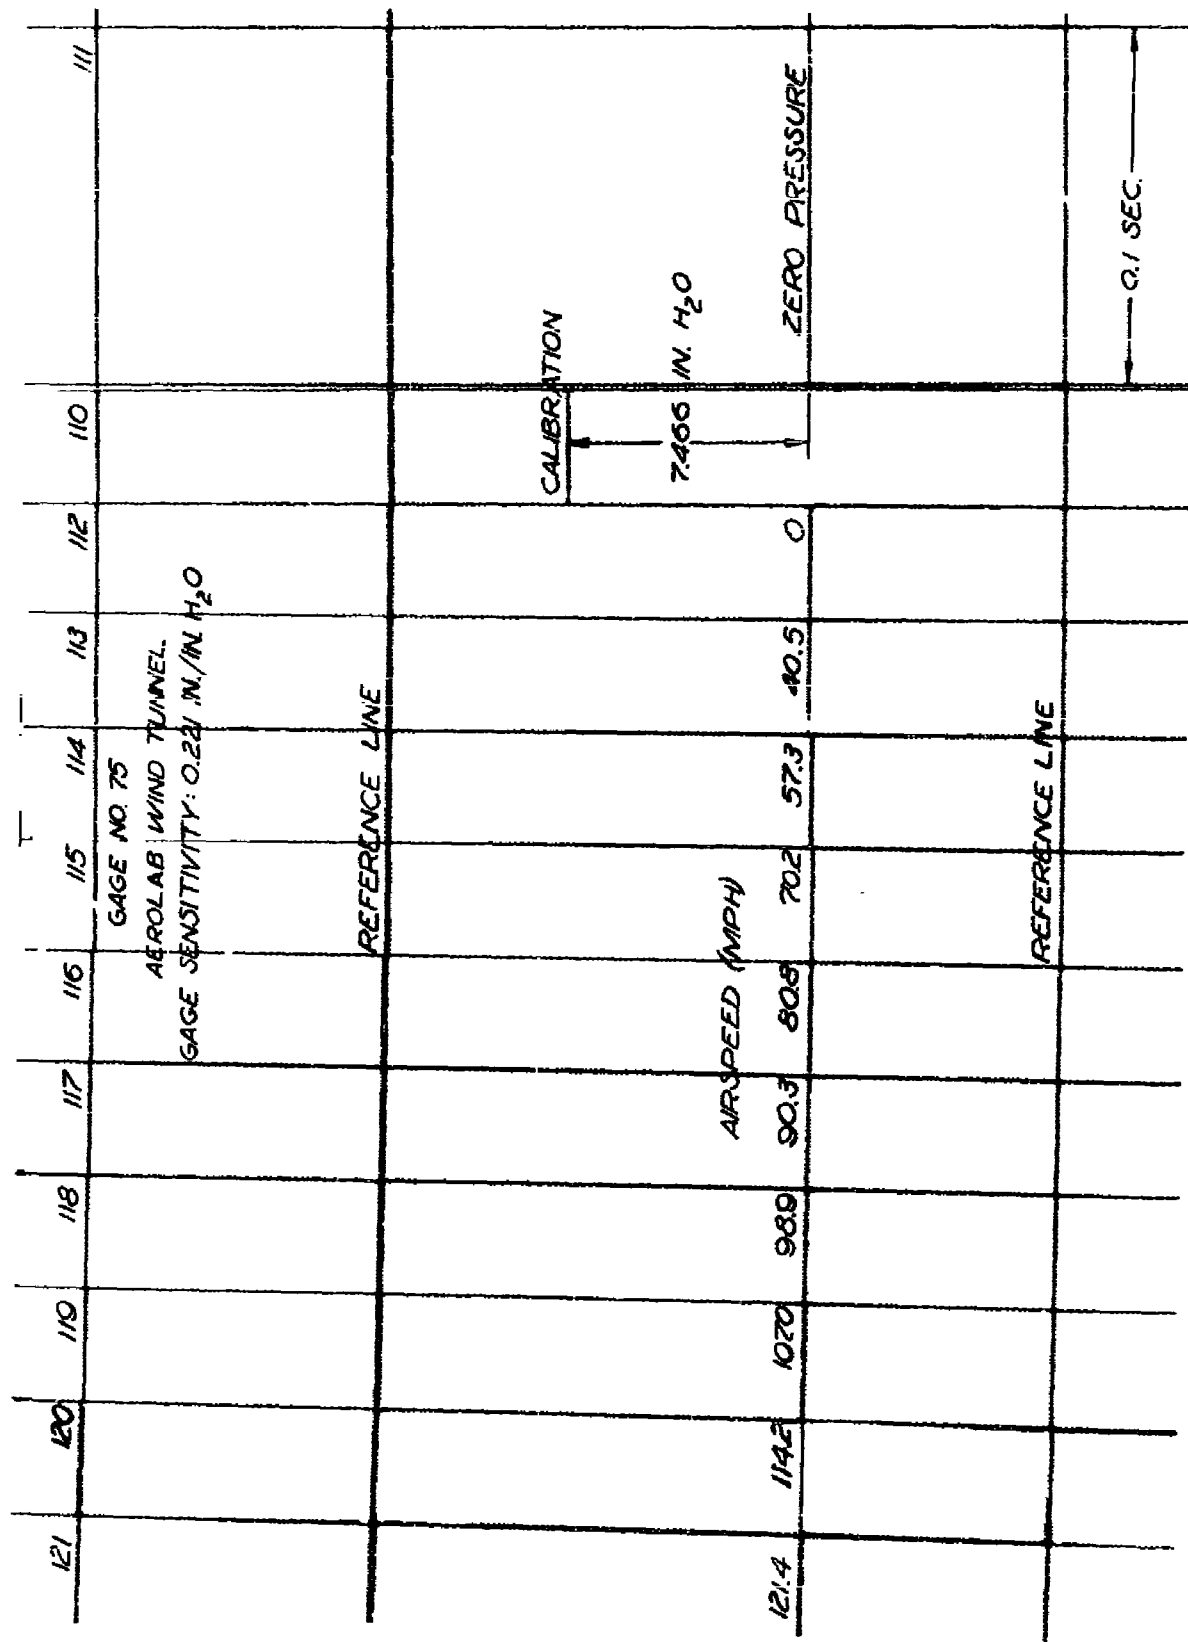 121 120 119 118 117 116 115 114 113 112 110 111
GAGE NO. 75
AEROLAB WIND TUNNEL.
GAGE SENSITIVITY: 0.221 IN./IN. H₂O
REFERENCE LINE
CALIBRATION
7.466 IN. H₂O
AIRSPEED (MPH)
121.4 114.2 107.0 98.9 90.3 80.8 70.2 57.3 40.5 0 ZERO PRESSURE
REFERENCE LINE
0.1 SEC.